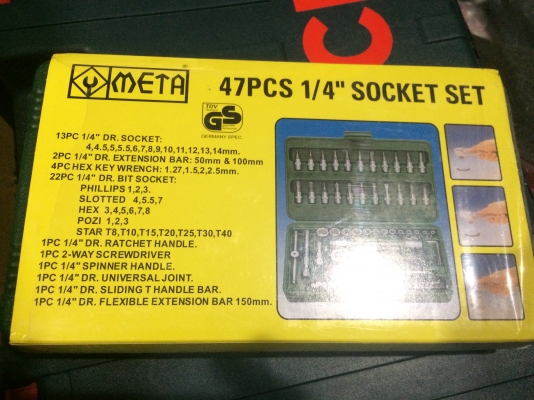 META
47PCS 1/4" SOCKET SET
TÜV
GS
GERMANY SPEC.
13PC 1/4" DR. SOCKET:
4,4.5,5,5.5,6,7,8,9,10,11,12,13,14mm.
2PC 1/4" DR. EXTENSION BAR: 50mm & 100mm
4PC HEX KEY WRENCH: 1.27,1.5,2,2.5mm.
22PC 1/4" DR. BIT SOCKET:
PHILLIPS 1,2,3.
SLOTTED 4,5.5,7
HEX 3,4,5,6,7,8
POZI 1,2,3
STAR T8,T10,T15,T20,T25,T30,T40
1PC 1/4" DR. RATCHET HANDLE.
1PC 2-WAY SCREWDRIVER
1PC 1/4" SPINNER HANDLE.
1PC 1/4" DR. UNIVERSAL JOINT.
1PC 1/4" DR. SLIDING T HANDLE BAR.
1PC 1/4" DR. FLEXIBLE EXTENSION BAR 150mm.